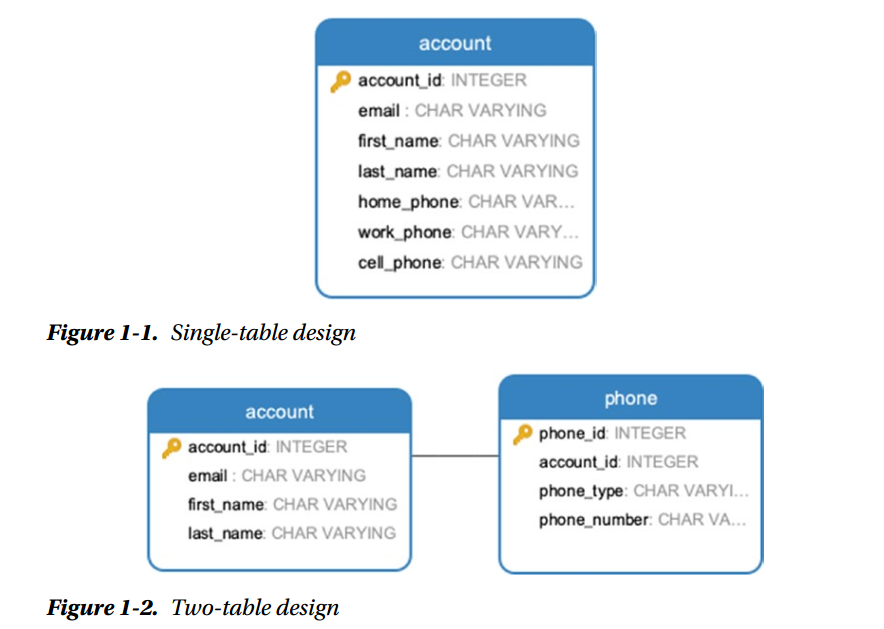 account
account_id: INTEGER
email : CHAR VARYING
first_name: CHAR VARYING
last_name: CHAR VARYING
home_phone: CHAR VAR...
work_phone: CHAR VARY...
cell_phone: CHAR VARYING
Figure 1-1. Single-table design
account
account_id: INTEGER
email : CHAR VARYING
first_name: CHAR VARYING
last_name: CHAR VARYING
phone
phone_id: INTEGER
account_id: INTEGER
phone_type: CHAR VARYI...
phone_number: CHAR VA...
Figure 1-2. Two-table design